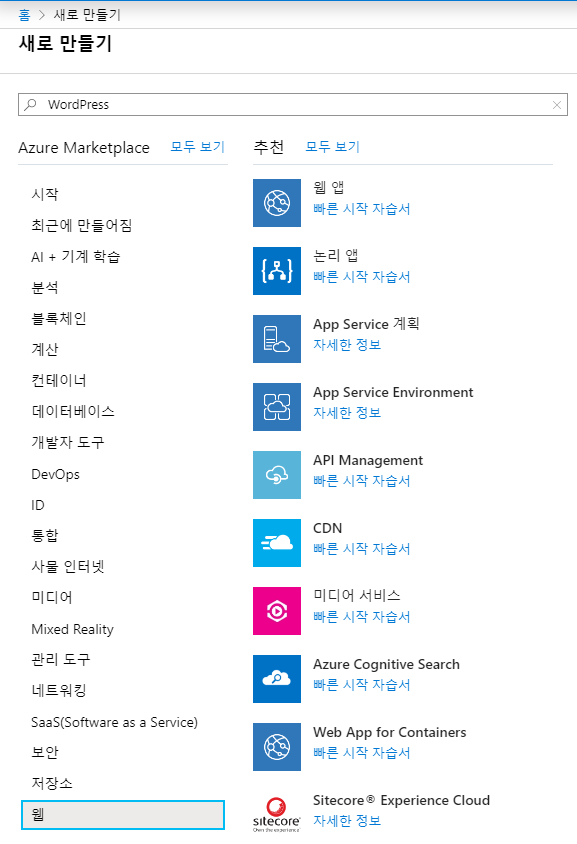 홈 > 새로 만들기
새로 만들기
WordPress
Azure Marketplace 모두 보기
시작
최근에 만들어짐
AI + 기계 학습
분석
블록체인
계산
컨테이너
데이터베이스
개발자 도구
DevOps
ID
통합
사물 인터넷
미디어
Mixed Reality
관리 도구
네트워킹
SaaS(Software as a Service)
보안
저장소
웹
추천 모두 보기
웹 앱
빠른 시작 자습서
논리 앱
빠른 시작 자습서
App Service 계획
자세한 정보
App Service Environment
자세한 정보
API Management
빠른 시작 자습서
CDN
빠른 시작 자습서
미디어 서비스
빠른 시작 자습서
Azure Cognitive Search
빠른 시작 자습서
Web App for Containers
빠른 시작 자습서
sitecore
Own the experience
Sitecore® Experience Cloud
자세한 정보